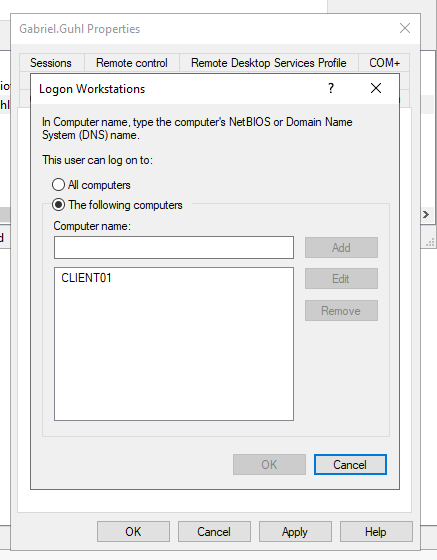 Gabriel.Guhl Properties
Sessions
Remote control
Remote Desktop Services Profile
COM+
Logon Workstations
?
In Computer name, type the computer's NetBIOS or Domain Name
System (DNS) name.
This user can log on to:
All computers
The following computers
Computer name:
Add
CLIENT01
Edit
Remove
OK
Cancel
OK
Cancel
Apply
Help